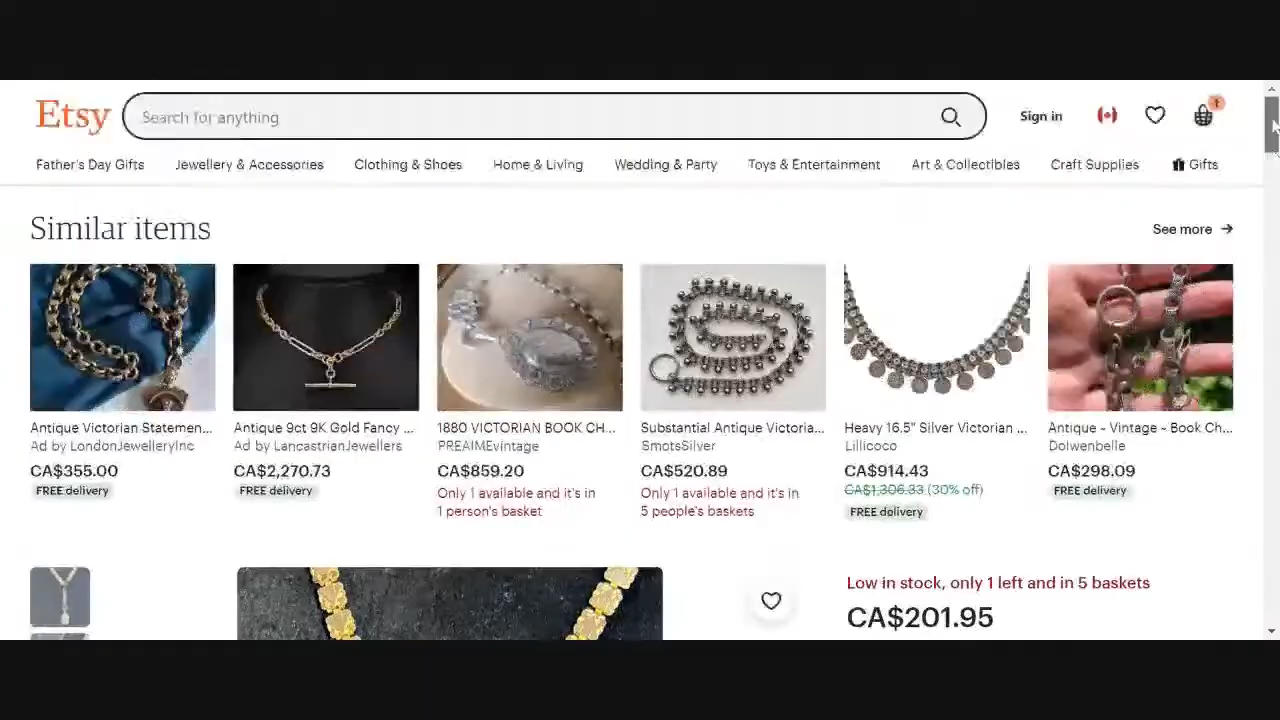 Etsy
Search for anything
Sign in
1
Father's Day Gifts
Jewellery & Accessories
Clothing & Shoes
Home & Living
Wedding & Party
Toys & Entertainment
Art & Collectibles
Craft Supplies
Gifts
Similar items
See more →
Antique Victorian Statemen...
Ad by LondonJewelleryInc
CA$355.00
FREE delivery
Antique 9ct 9K Gold Fancy ...
Ad by LancastrianJewellers
CA$2,270.73
FREE delivery
1880 VICTORIAN BOOK CH...
PREAIMEvintage
CA$859.20
Only 1 available and it's in
1 person's basket
Substantial Antique Victoria...
SmotsSilver
CA$520.89
Only 1 available and it's in
5 people's baskets
Heavy 16.5" Silver Victorian ...
Lillicoco
CA$914.43
CA$1,306.33 (30% off)
FREE delivery
Antique ~ Vintage ~ Book Ch...
Dolwenbelle
CA$298.09
FREE delivery
Low in stock, only 1 left and in 5 baskets
CA$201.95